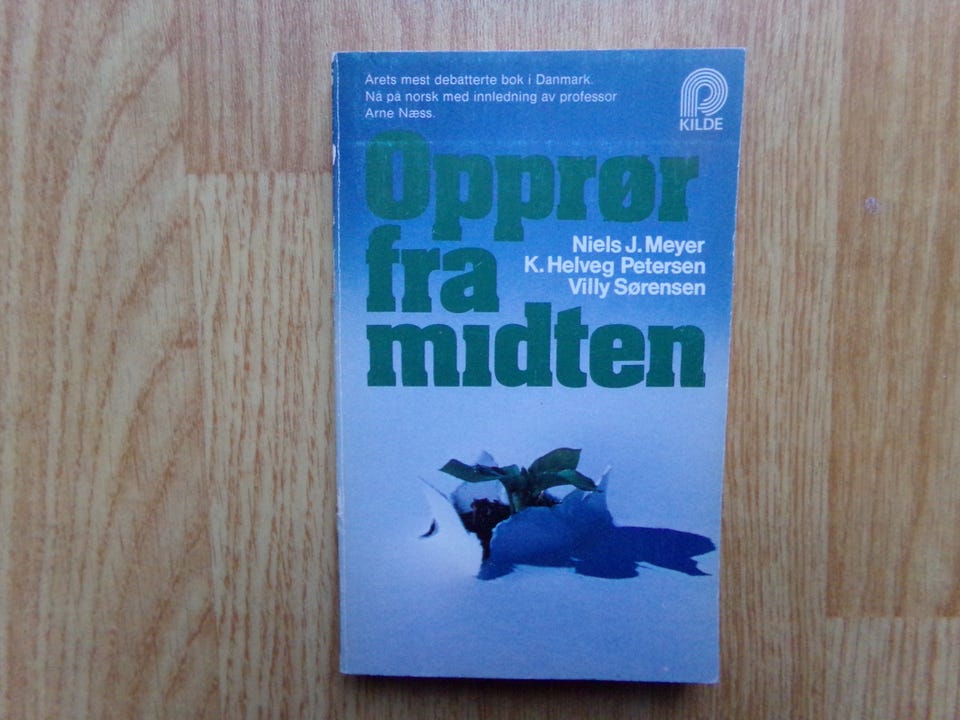 Årets mest debatterte bok i Danmark.
Nå på norsk med innledning av professor
Arne Næss.
KILDE
Opprør
fra
midten
Niels J. Meyer
K. Helveg Petersen
Villy Sørensen